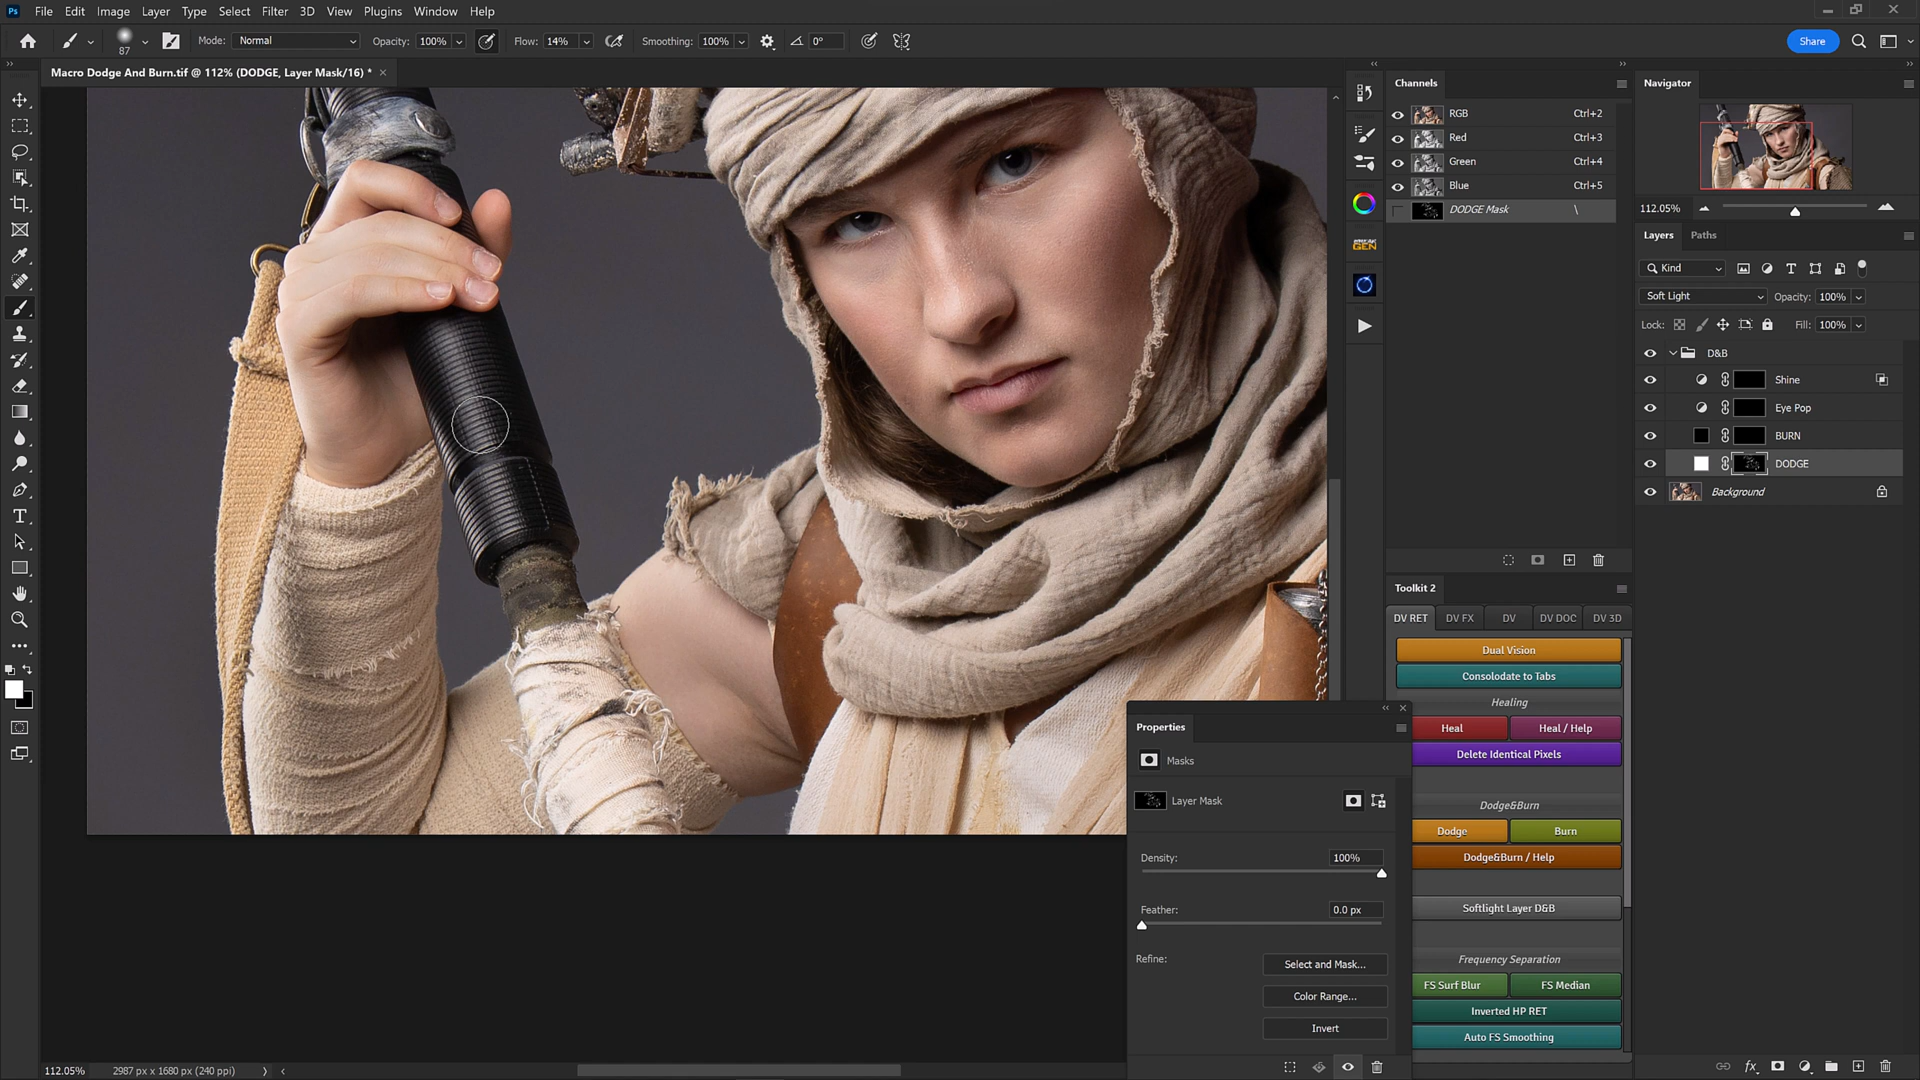 Ps File Edit Image Layer Type Select Filter 3D View Plugins Window Help
87 Mode: Normal Opacity: 100% Flow: 14% Smoothing: 100% 0° Share
Macro Dodge And Burn.tif @ 112% (DODGE, Layer Mask/16) *
Channels
RGB Ctrl+2
Red Ctrl+3
Green Ctrl+4
Blue Ctrl+5
DODGE Mask \
Navigator
112.05%
Layers Paths
Kind
Soft Light Opacity: 100%
Lock: Fill: 100%
D&B
Shine
Eye Pop
BURN
DODGE
Background
Toolkit 2
DV RET DV FX DV DV DOC DV 3D
Dual Vision
Consolodate to Tabs
Healing
Heal Heal / Help
Delete Identical Pixels
Dodge&Burn
Dodge Burn
Dodge&Burn / Help
Softlight Layer D&B
Frequency Separation
FS Surf Blur FS Median
Inverted HP RET
Auto FS Smoothing
Properties
Masks
Layer Mask
Density: 100%
Feather: 0.0 px
Refine: Select and Mask...
Color Range...
Invert
112.05% 2987 px x 1680 px (240 ppi)